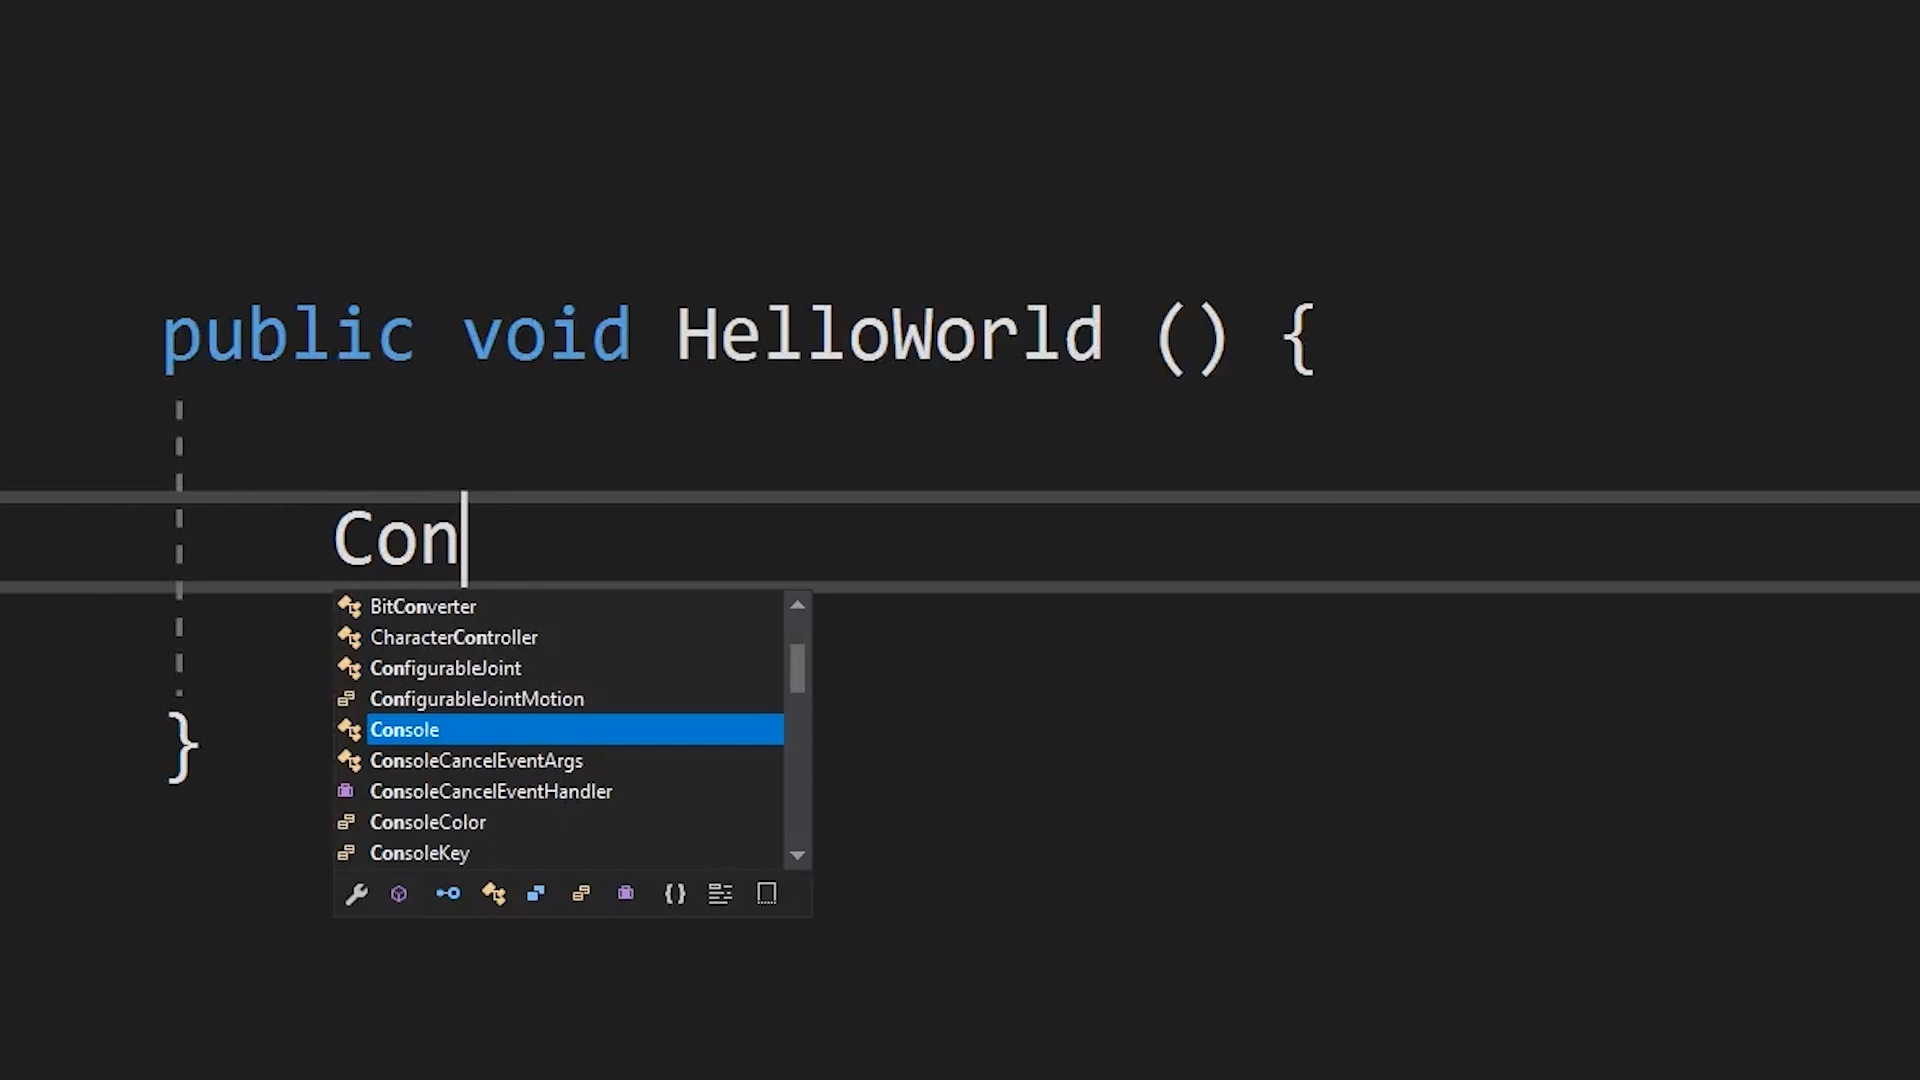 public void HelloWorld () {
Con
BitConverter
CharacterController
ConfigurableJoint
ConfigurableJointMotion
Console
ConsoleCancelEventArgs
ConsoleCancelEventHandler
ConsoleColor
ConsoleKey
{}
}